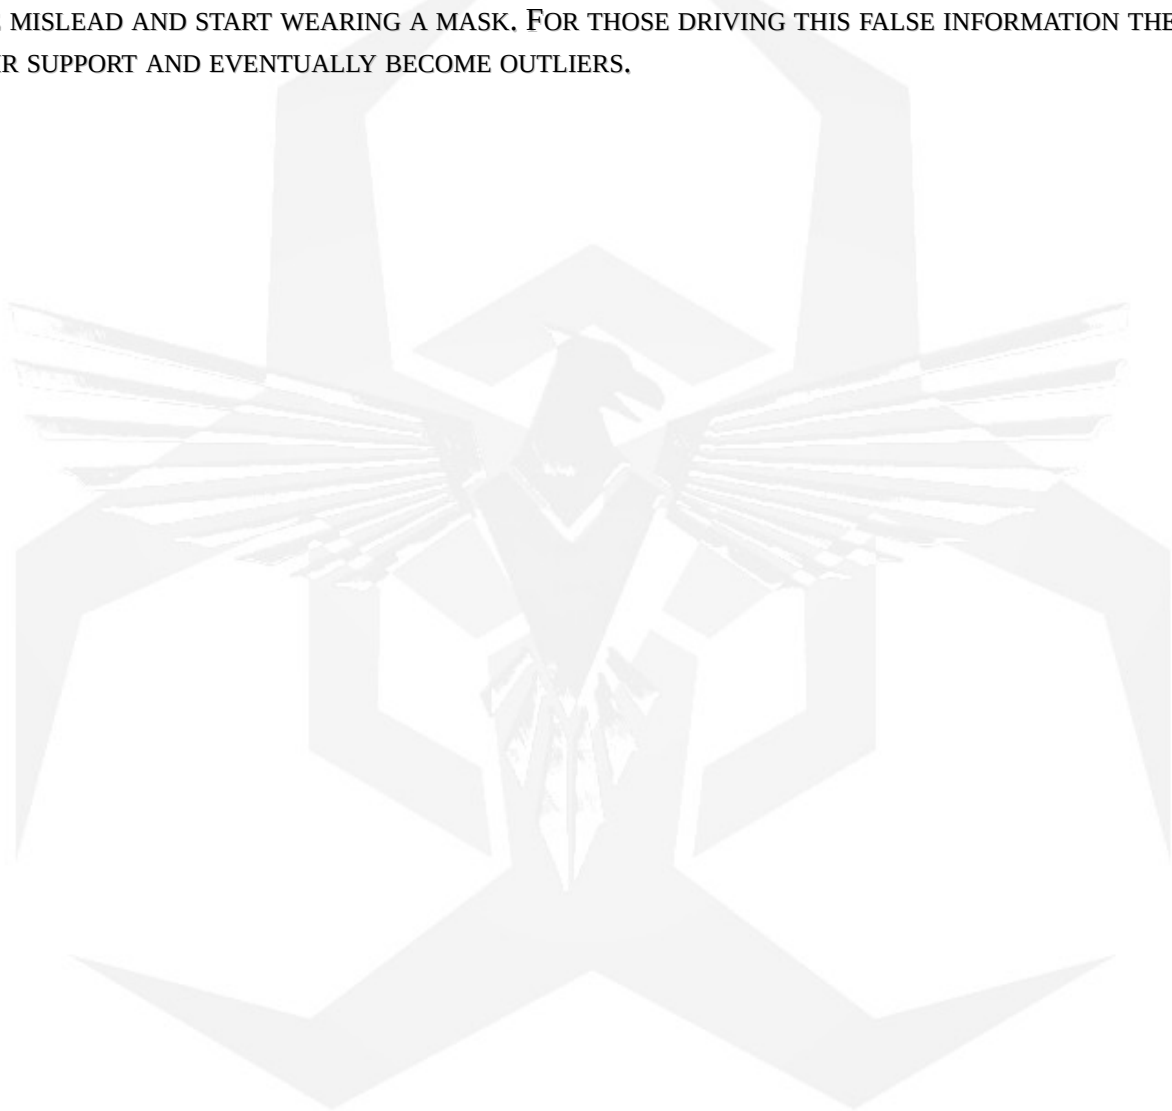 MISLEAD AND START WEARING A MASK. FOR THOSE DRIVING THIS FALSE INFORMATION THE
R SUPPORT AND EVENTUALLY BECOME OUTLIERS.